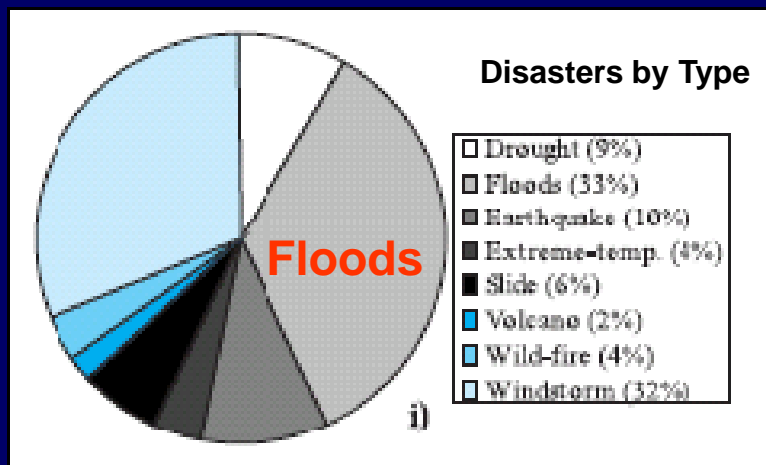 Disasters by Type
Drought (9%)
Floods (33%)
Earthquake (10%)
Extreme-temp. (4%)
Slide (6%)
Volcano (2%)
Wild-fire (4%)
Windstorm (32%)
Floods
i)